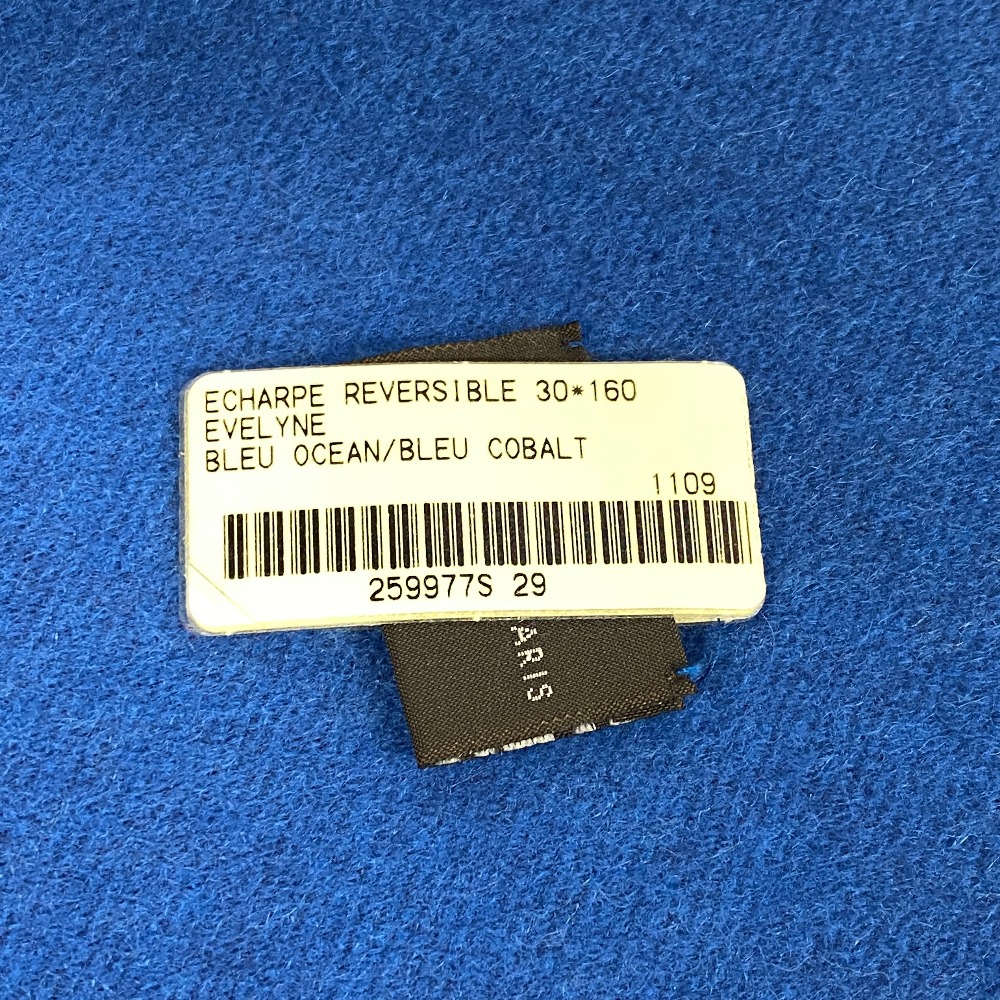 ECHARPE REVERSIBLE 30*160
EVELYNE
BLEU OCEAN/BLEU COBALT
1109
259977S 29